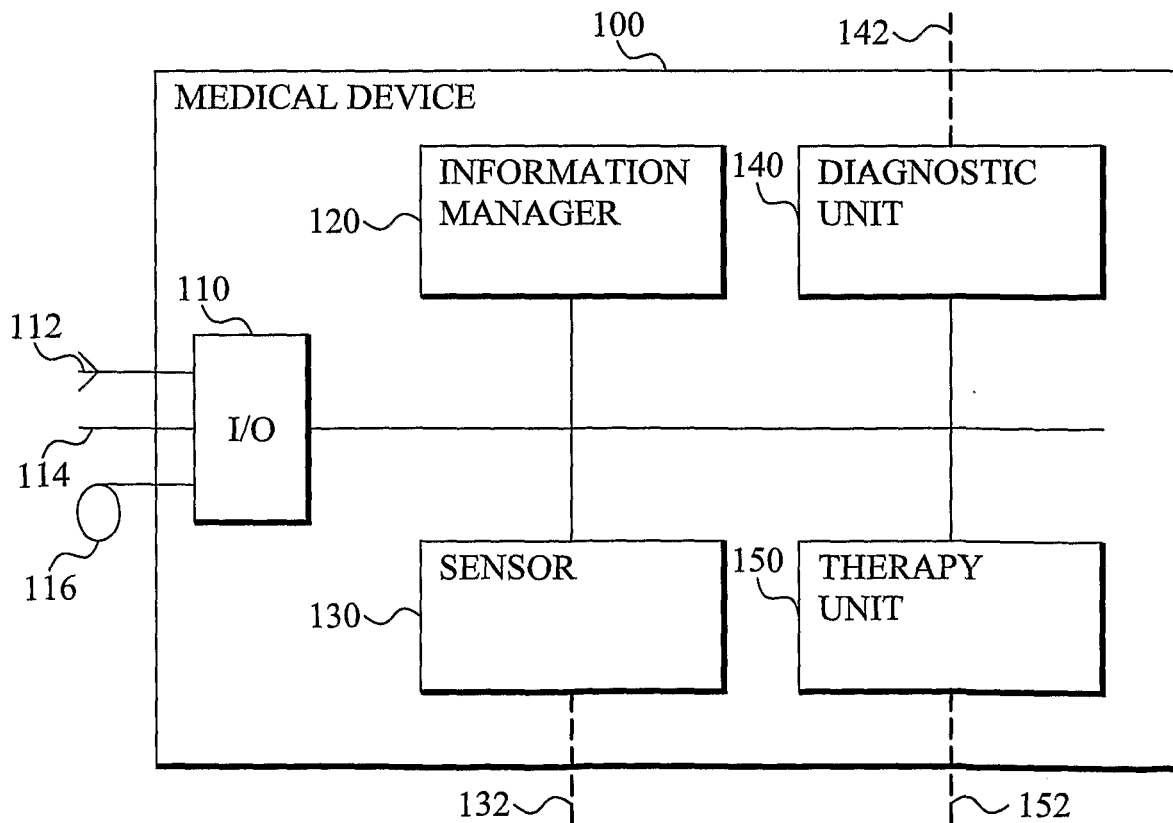 100
142
MEDICAL DEVICE
INFORMATION
MANAGER
120
140
DIAGNOSTIC
UNIT
110
112
I/O
114
116
SENSOR
130
150
THERAPY
UNIT
132
152